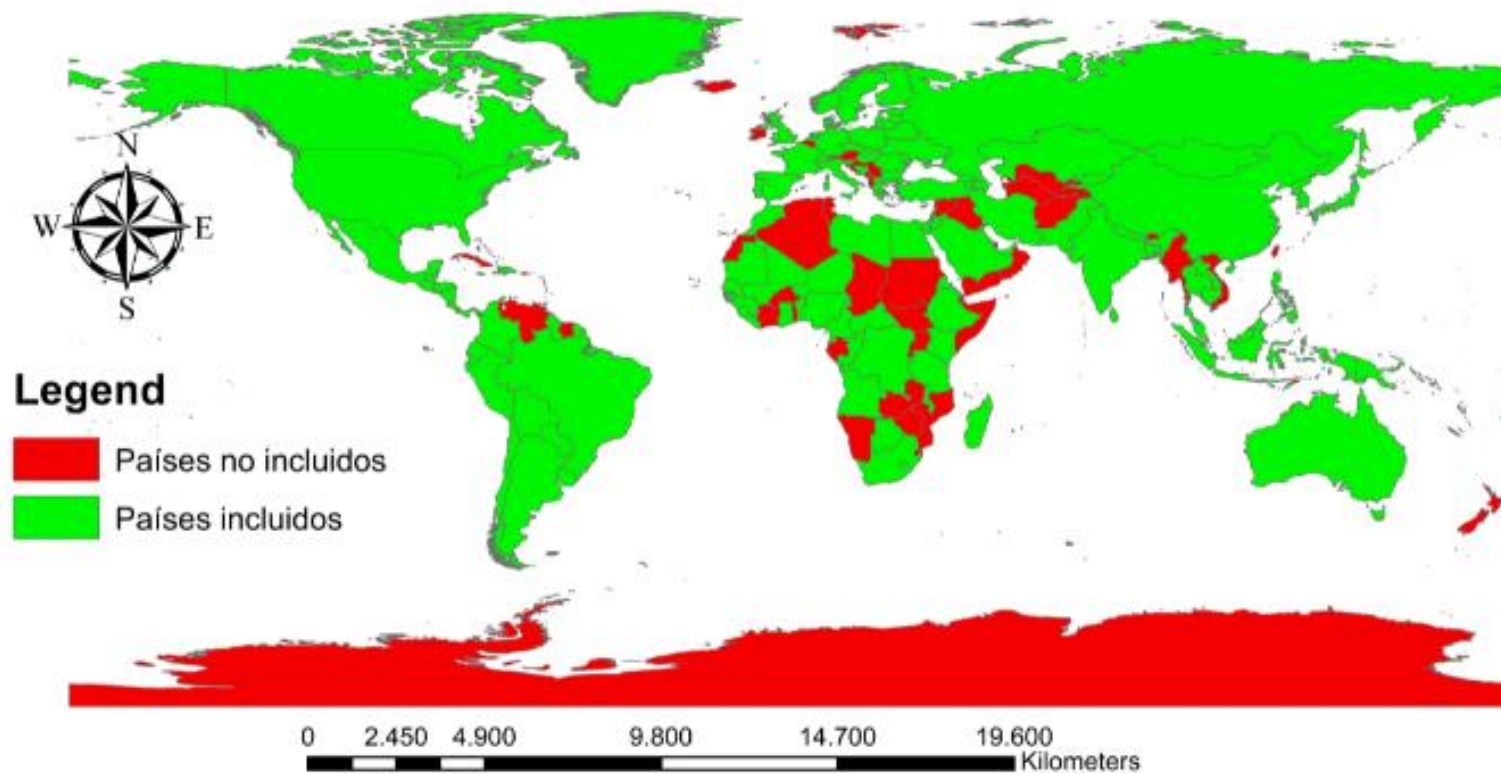 N
W E
S
Legend
Países no incluidos
Países incluidos
0 2.450 4.900 9.800 14.700 19.600
Kilometers